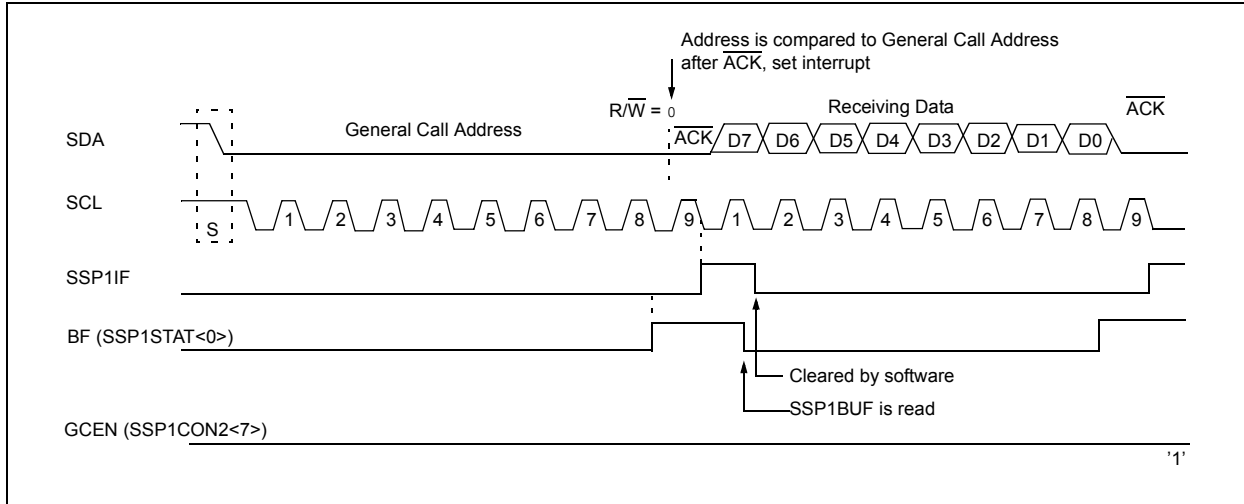 Address is compared to General Call Address
after ACK, set interrupt
R/W = 0
Receiving Data
ACK
SDA
General Call Address
ACK
D7 D6 D5 D4 D3 D2 D1 D0
SCL
S
1 2 3 4 5 6 7 8 9 1 2 3 4 5 6 7 8 9
SSP1IF
BF (SSP1STAT<0>)
Cleared by software
SSP1BUF is read
GCEN (SSP1CON2<7>)
'1'